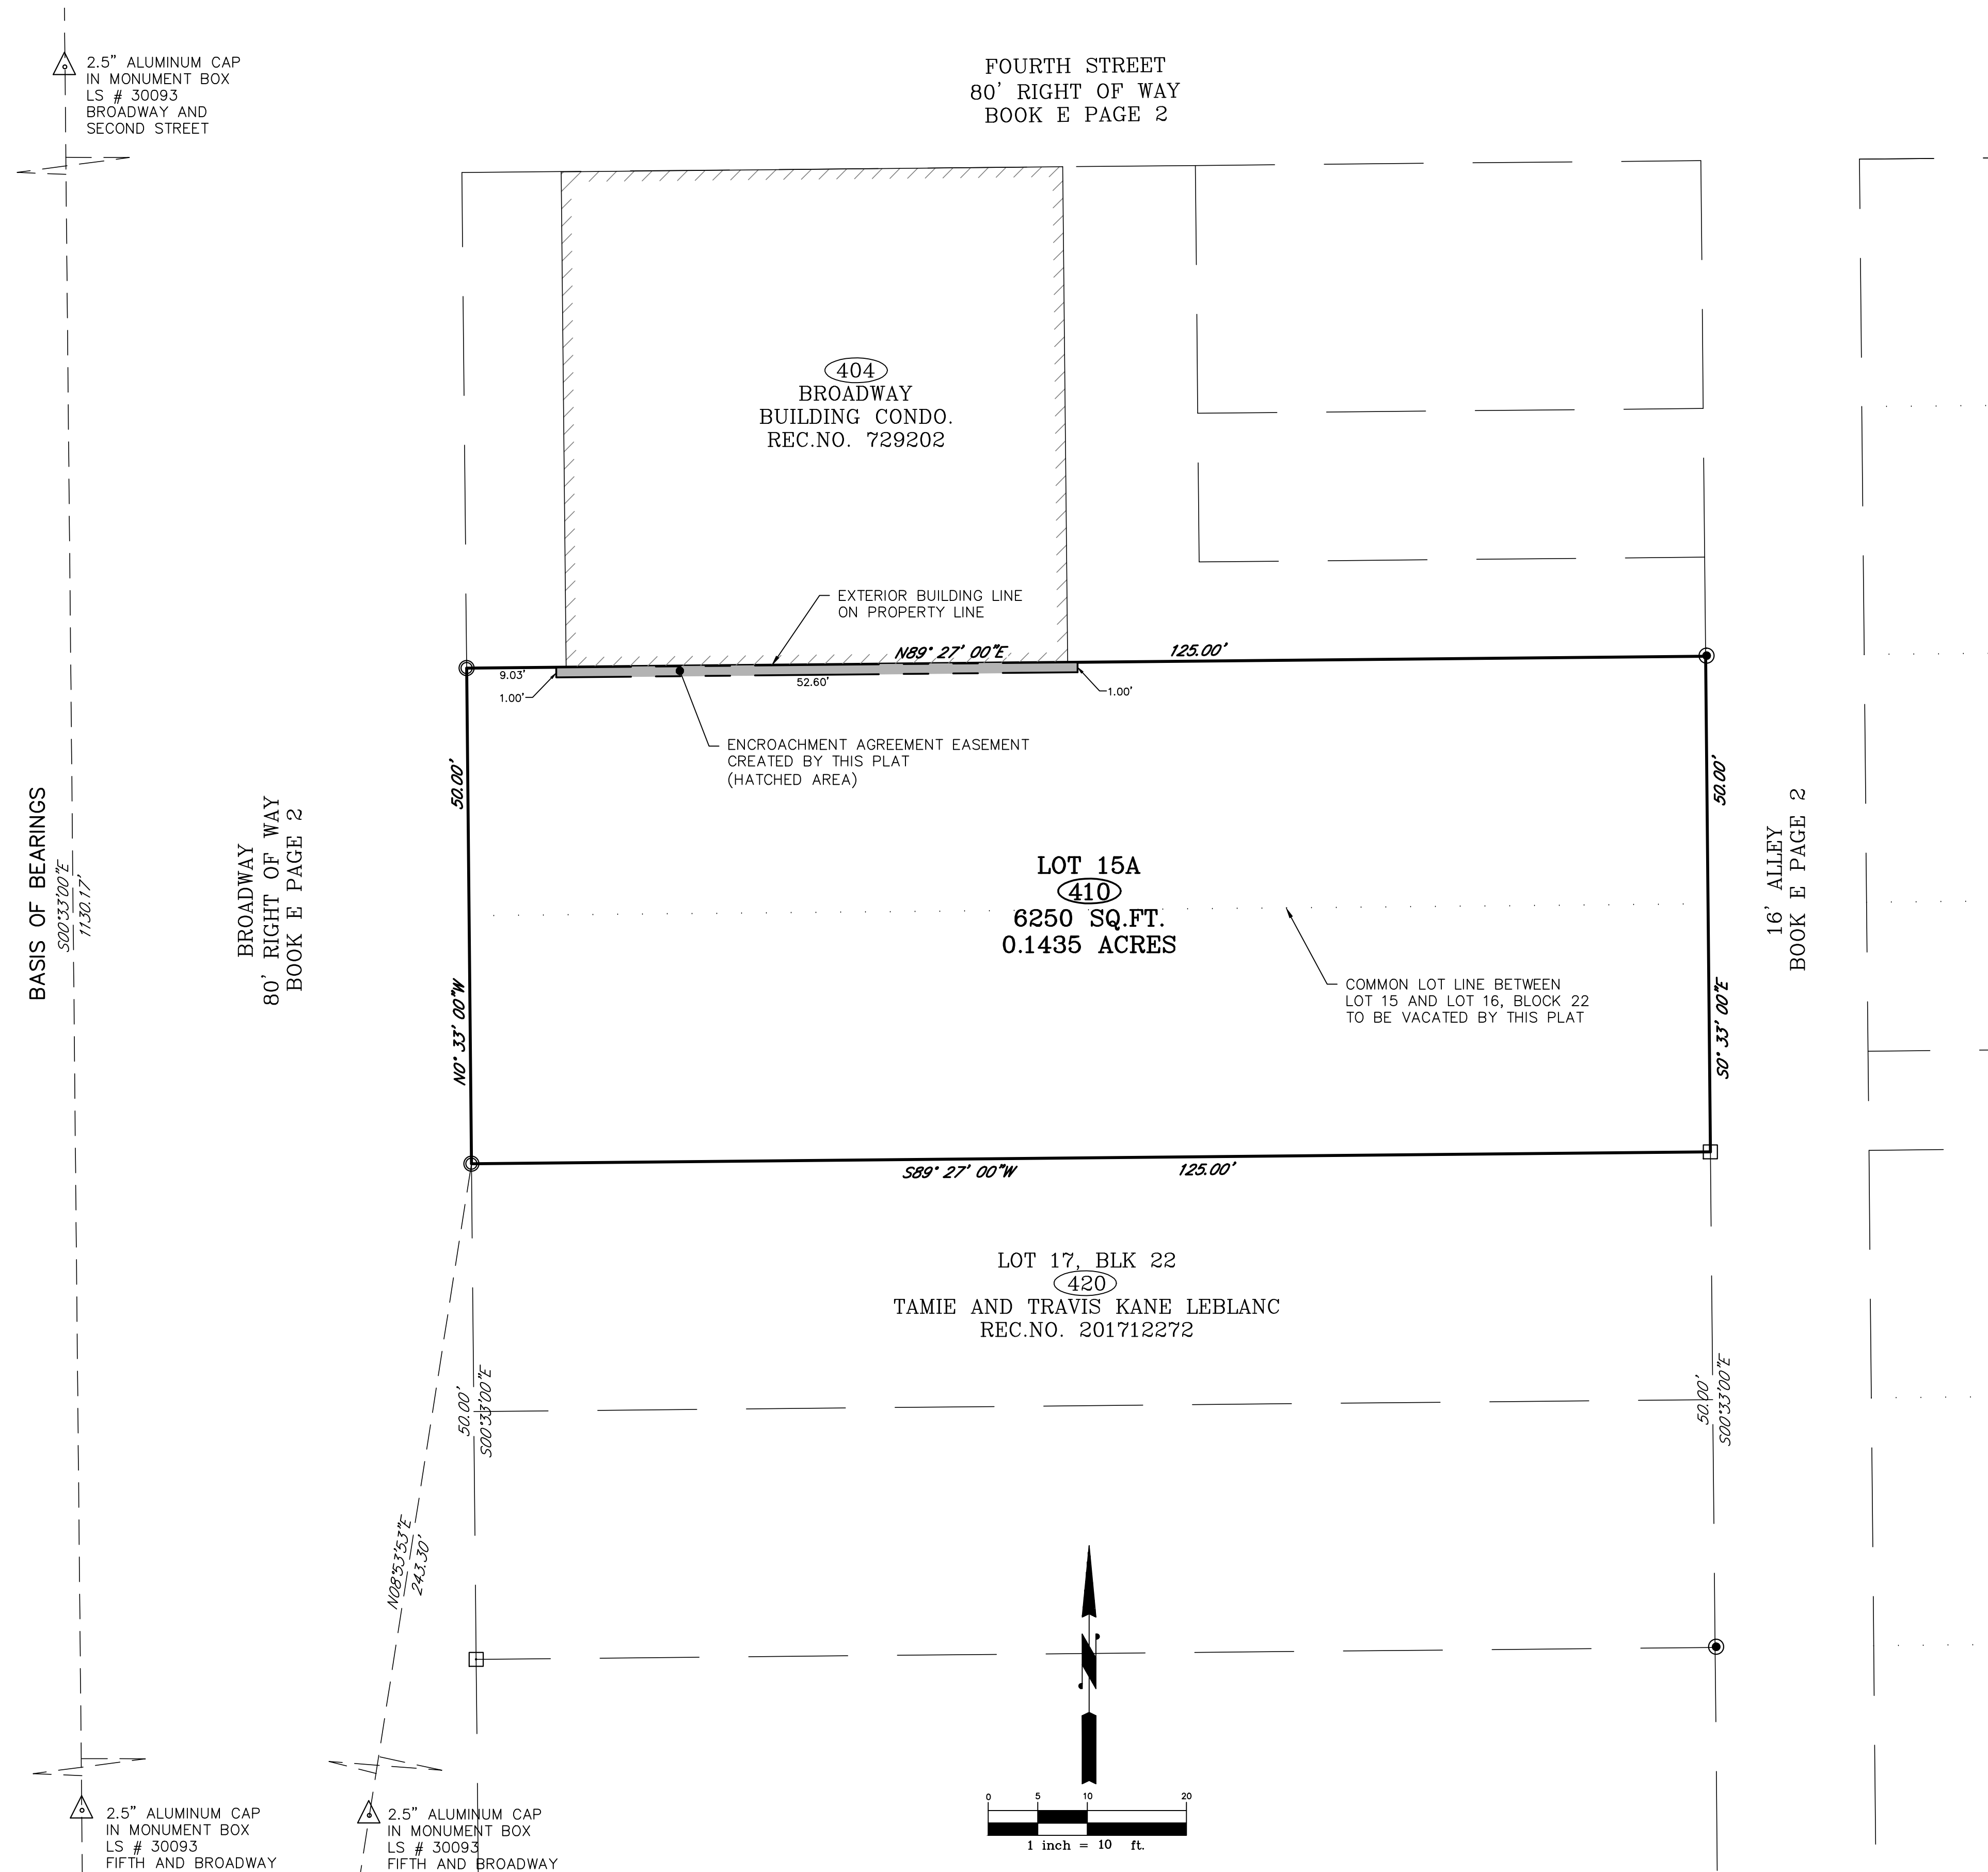 2.5" ALUMINUM CAP
IN MONUMENT BOX
LS # 30093
BROADWAY AND
SECOND STREET
FOURTH STREET
80' RIGHT OF WAY
BOOK E PAGE 2
404
BROADWAY
BUILDING CONDO.
REC.NO. 729202
EXTERIOR BUILDING LINE
ON PROPERTY LINE
N89° 27' 00"E
125.00'
9.03'
1.00'
52.60'
1.00'
ENCROACHMENT AGREEMENT EASEMENT
CREATED BY THIS PLAT
(HATCHED AREA)
BASIS OF BEARINGS
S00°33'00"E
1130.17'
BROADWAY
80' RIGHT OF WAY
BOOK E PAGE 2
50.00'
N0° 33' 00"W
LOT 15A
410
6250 SQ.FT.
0.1435 ACRES
COMMON LOT LINE BETWEEN
LOT 15 AND LOT 16, BLOCK 22
TO BE VACATED BY THIS PLAT
50.00'
S0° 33' 00"E
16' ALLEY
BOOK E PAGE 2
S89° 27' 00"W
125.00'
LOT 17, BLK 22
420
TAMIE AND TRAVIS KANE LEBLANC
REC.NO. 201712272
50.00'
S00°33'00"E
50.00'
S00°33'00"E
N08°53'53"E
243.30'
N
0 5 10 20
1 inch = 10 ft.
2.5" ALUMINUM CAP
IN MONUMENT BOX
LS # 30093
FIFTH AND BROADWAY
2.5" ALUMINUM CAP
IN MONUMENT BOX
LS # 30093
FIFTH AND BROADWAY